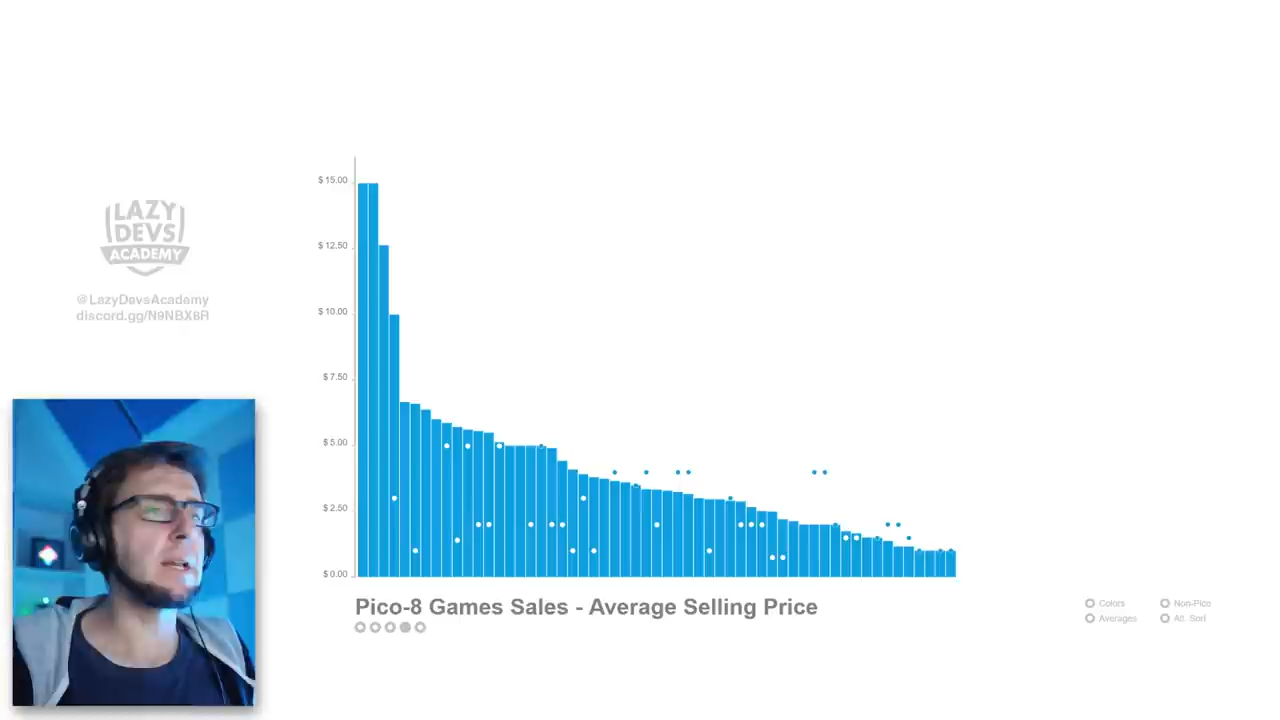 $ 15.00
$ 12.50
$ 10.00
$ 7.50
$ 5.00
$ 2.50
$ 0.00
LAZY
DEVS
ACADEMY
@LazyDevsAcademy
discord.gg/N9NBX8R
Pico-8 Games Sales - Average Selling Price
Colors
Non-Pico
Averages
Alt. Sort